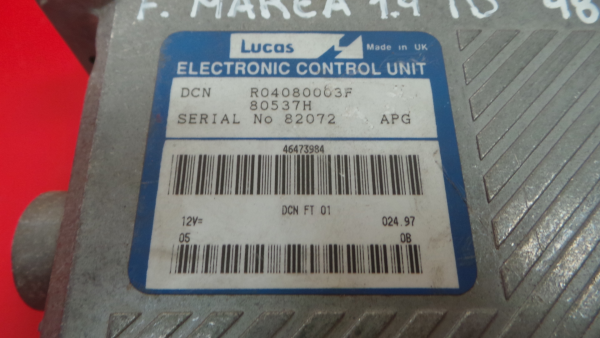 F. MAREA 1.9 TD 98
Lucas Made in UK
ELECTRONIC CONTROL UNIT
DCN R04080003F
80537H
SERIAL No 82072 APG
46473984
DCN FT 01
12V= 024.97
05 08